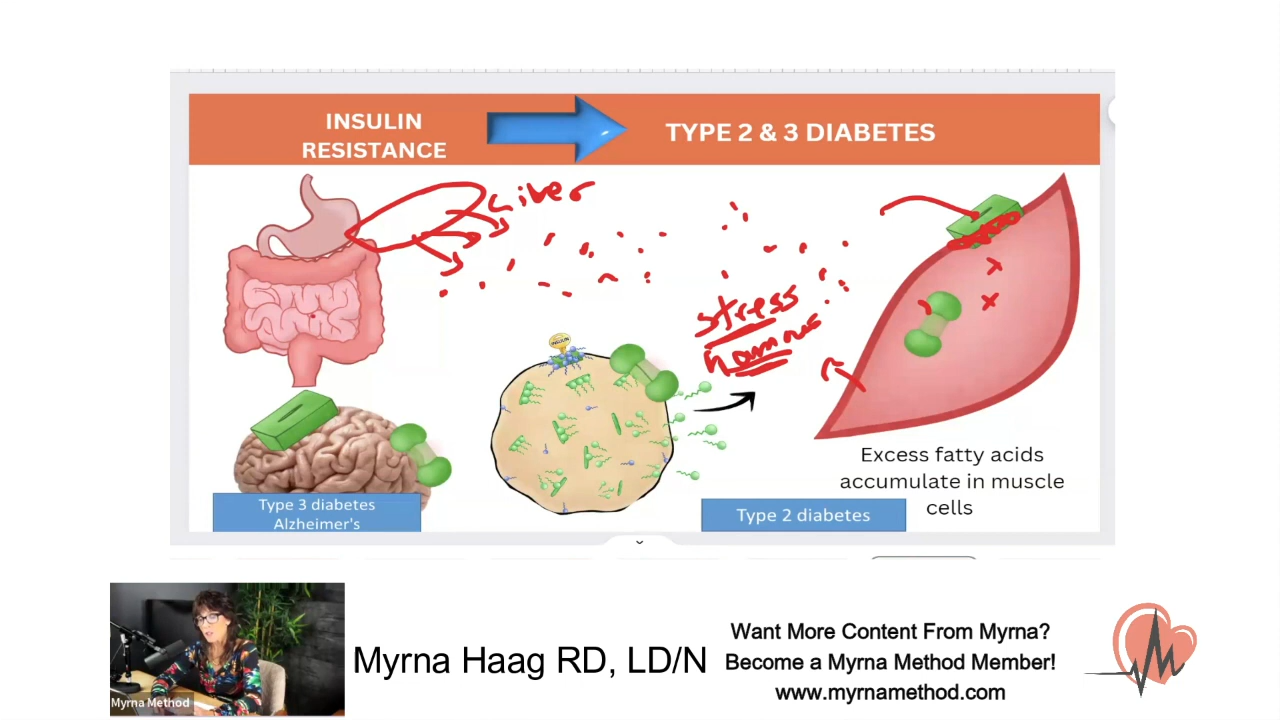 INSULIN
RESISTANCE
TYPE 2 & 3 DIABETES
Liver
INSULIN
stress
Excess fatty acids
accumulate in muscle
cells
Type 3 diabetes
Alzheimer's
Type 2 diabetes
Myrna Method
Myrna Haag RD, LD/N
Want More Content From Myrna?
Become a Myrna Method Member!
www.myrnamethod.com